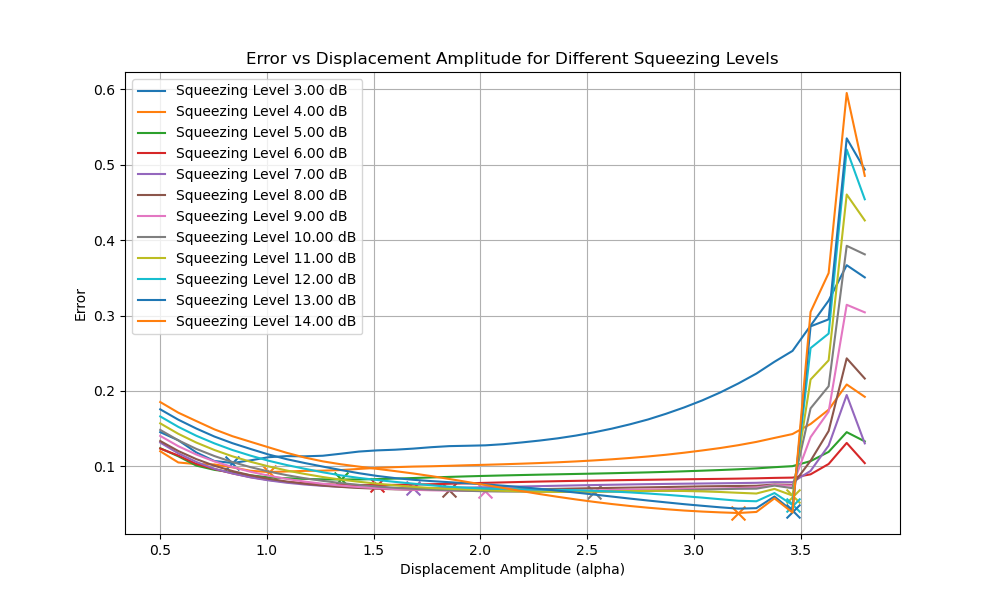 Error vs Displacement Amplitude for Different Squeezing Levels
Squeezing Level 3.00 dB
Squeezing Level 4.00 dB
Squeezing Level 5.00 dB
Squeezing Level 6.00 dB
Squeezing Level 7.00 dB
Squeezing Level 8.00 dB
Squeezing Level 9.00 dB
Squeezing Level 10.00 dB
Squeezing Level 11.00 dB
Squeezing Level 12.00 dB
Squeezing Level 13.00 dB
Squeezing Level 14.00 dB
Error
0.6
0.5
0.4
0.3
0.2
0.1
0.5 1.0 1.5 2.0 2.5 3.0 3.5
Displacement Amplitude (alpha)